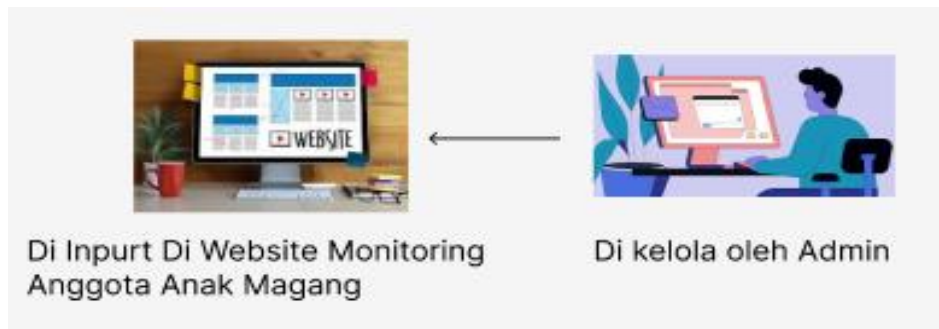 WEBSITE
Di Inpurt Di Website Monitoring
Anggota Anak Magang
Di kelola oleh Admin